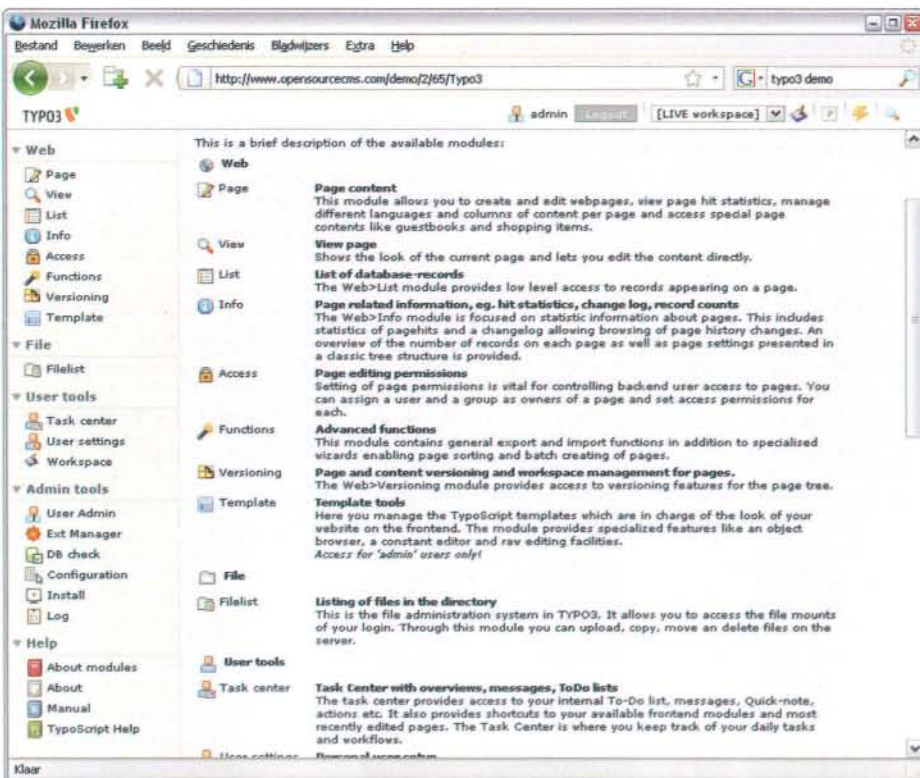 Mozilla Firefox
Bestand Bewerken Beeld Geschiedenis Bladwijzers Extra Help
http://www.opensourcecms.com/demo/2/65/Typo3
typo3 demo
TYPO3
admin
Logout
[LIVE workspace]
Web
Page
View
List
Info
Access
Functions
Versioning
Template
File
Filelist
User tools
Task center
User settings
Workspace
Admin tools
User Admin
Ext Manager
DB check
Configuration
Install
Log
Help
About modules
About
Manual
TypoScript Help
This is a brief description of the available modules:
Web
Page
Page content
This module allows you to create and edit webpages, view page hit statistics, manage
different languages and columns of content per page and access special page
contents like guestbooks and shopping items.
View
View page
Shows the look of the current page and lets you edit the content directly.
List
List of database-records
The Web>List module provides low level access to records appearing on a page.
Info
Page related information, eg. hit statistics, change log, record counts
The Web>Info module is focused on statistic information about pages. This includes
statistics of pagehits and a changelog allowing browsing of page history changes. An
overview of the number of records on each page as well as page settings presented in
a classic tree structure is provided.
Access
Page editing permissions
Setting of page permissions is vital for controlling backend user access to pages. You
can assign a user and a group as owners of a page and set access permissions for
each.
Functions
Advanced functions
This module contains general export and import functions in addition to specialised
wizards enabling page sorting and batch creating of pages.
Versioning
Page and content versioning and workspace management for pages.
The Web>Versioning module provides access to versioning features for the page tree.
Template
Template tools
Here you manage the TypoScript templates which are in charge of the look of your
website on the frontend. The module provides specialized features like an object
browser, a constant editor and raw editing facilities.
Access for 'admin' users only!
File
Filelist
Listing of files in the directory
This is the file administration system in TYPO3. It allows you to access the file mounts
of your login. Through this module you can upload, copy, move an delete files on the
server.
User tools
Task center
Task Center with overviews, messages, ToDo lists
The task center provides access to your internal To-Do list, messages, Quick-note,
actions etc. It also provides shortcuts to your available frontend modules and most
recently edited pages. The Task Center is where you keep track of your daily tasks
and workflows.
User settings
Personal user setup
Klaar